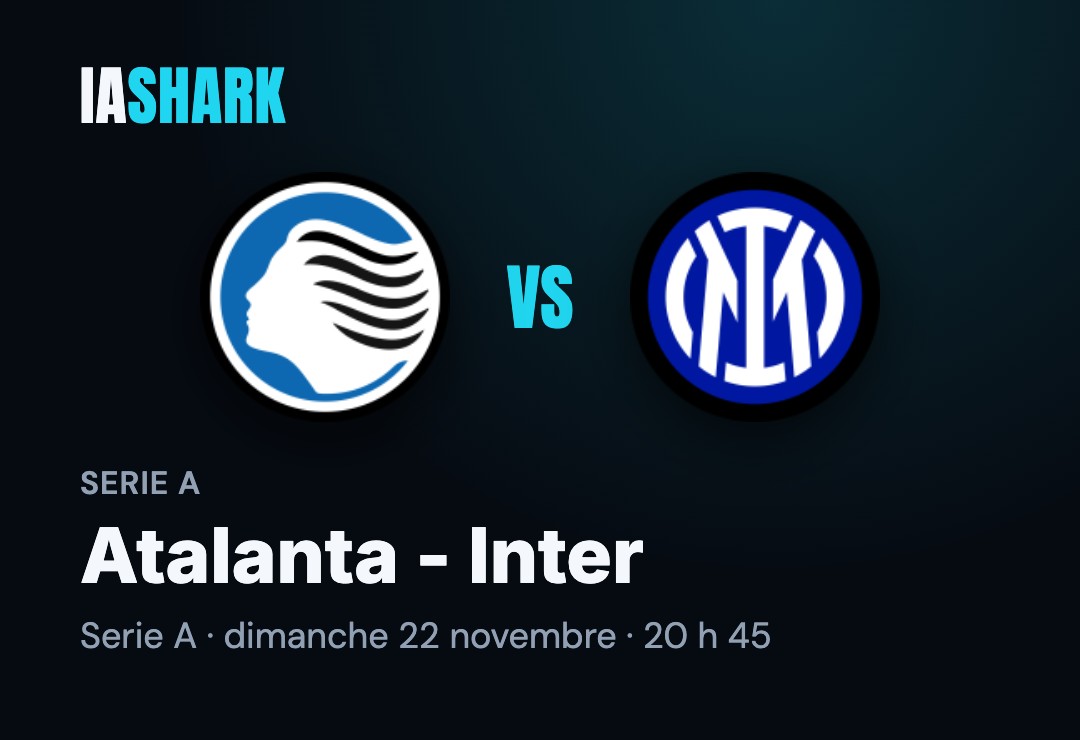 IASHARK
VS
SERIE A
Atalanta - Inter
Serie A · dimanche 22 novembre · 20 h 45